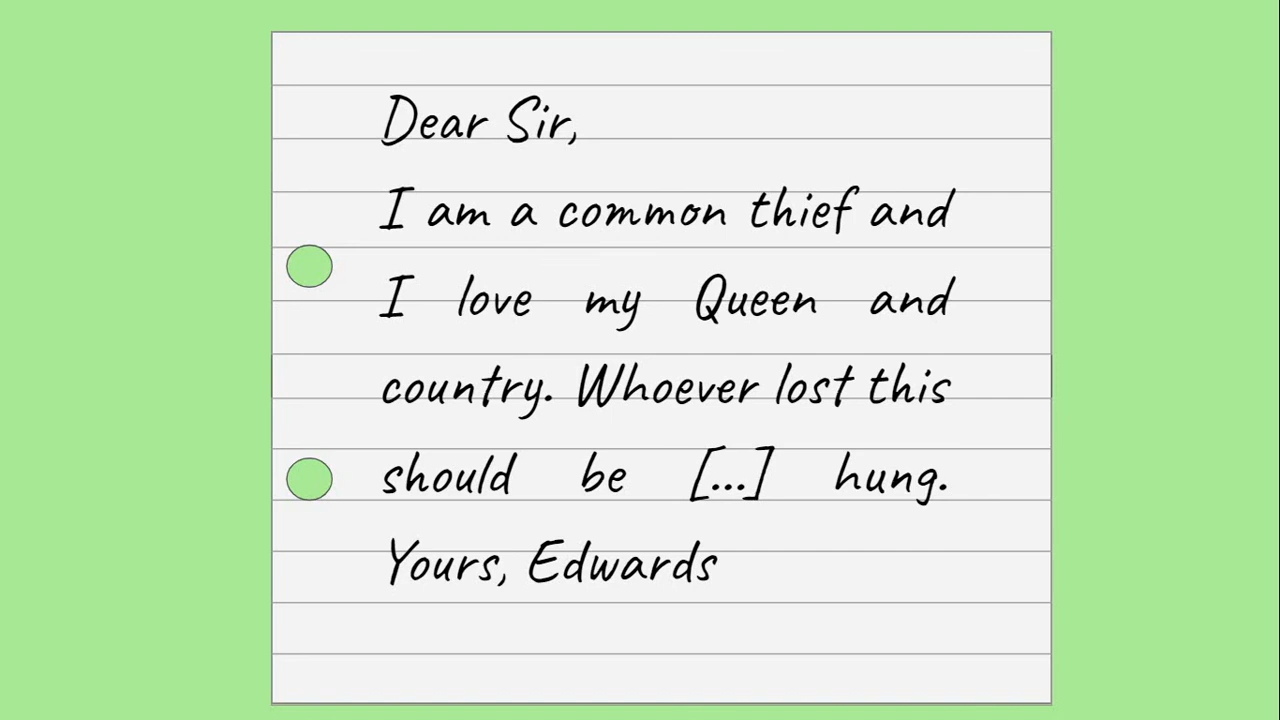 Dear Sir,
I am a common thief and
I love my Queen and
country. Whoever lost this
should be [...] hung.
Yours, Edwards